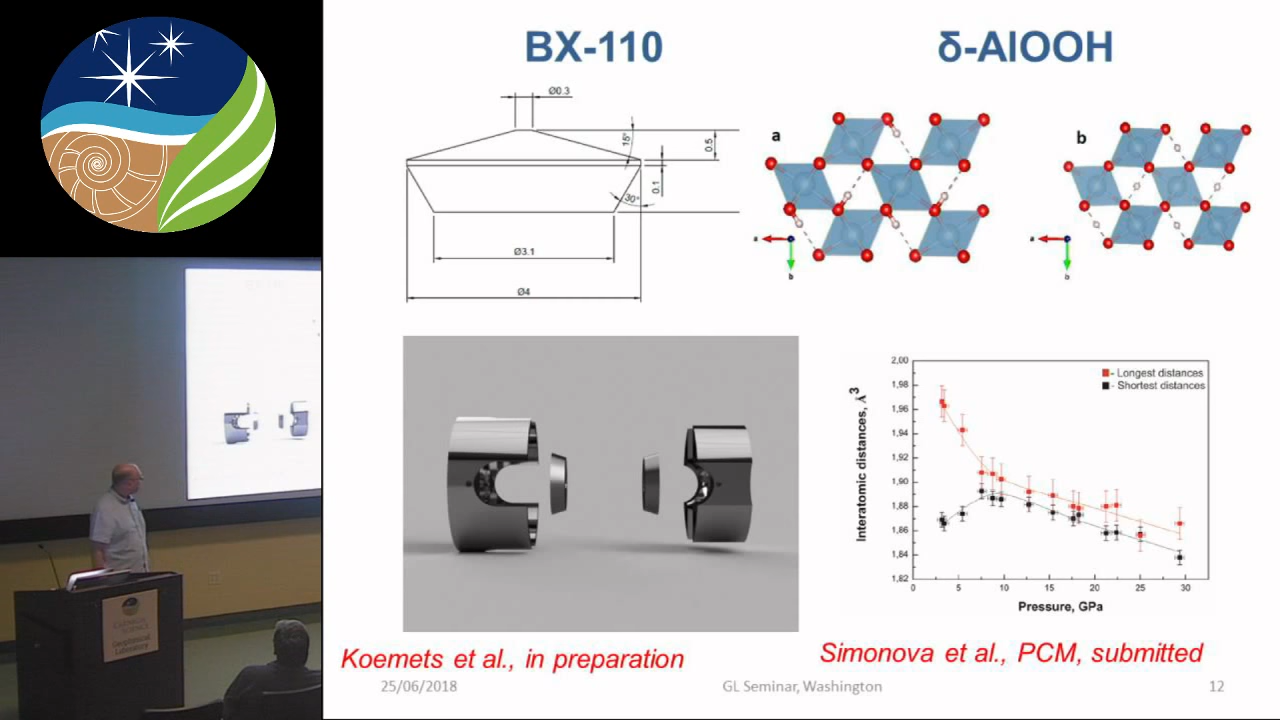 BX-110
δ-AlOOH
Ø0.3
15°
0.5
0.1
30°
Ø3.1
Ø4
a
a
b
b
a
b
2,00
1,98
1,96
1,94
1,92
1,90
1,88
1,86
1,84
1,82
Interatomic distances, Å3
- Longest distances
- Shortest distances
0 5 10 15 20 25 30
Pressure, GPa
Koemets et al., in preparation
Simonova et al., PCM, submitted
25/06/2018
GL Seminar, Washington
12
Geophysical
Laboratory